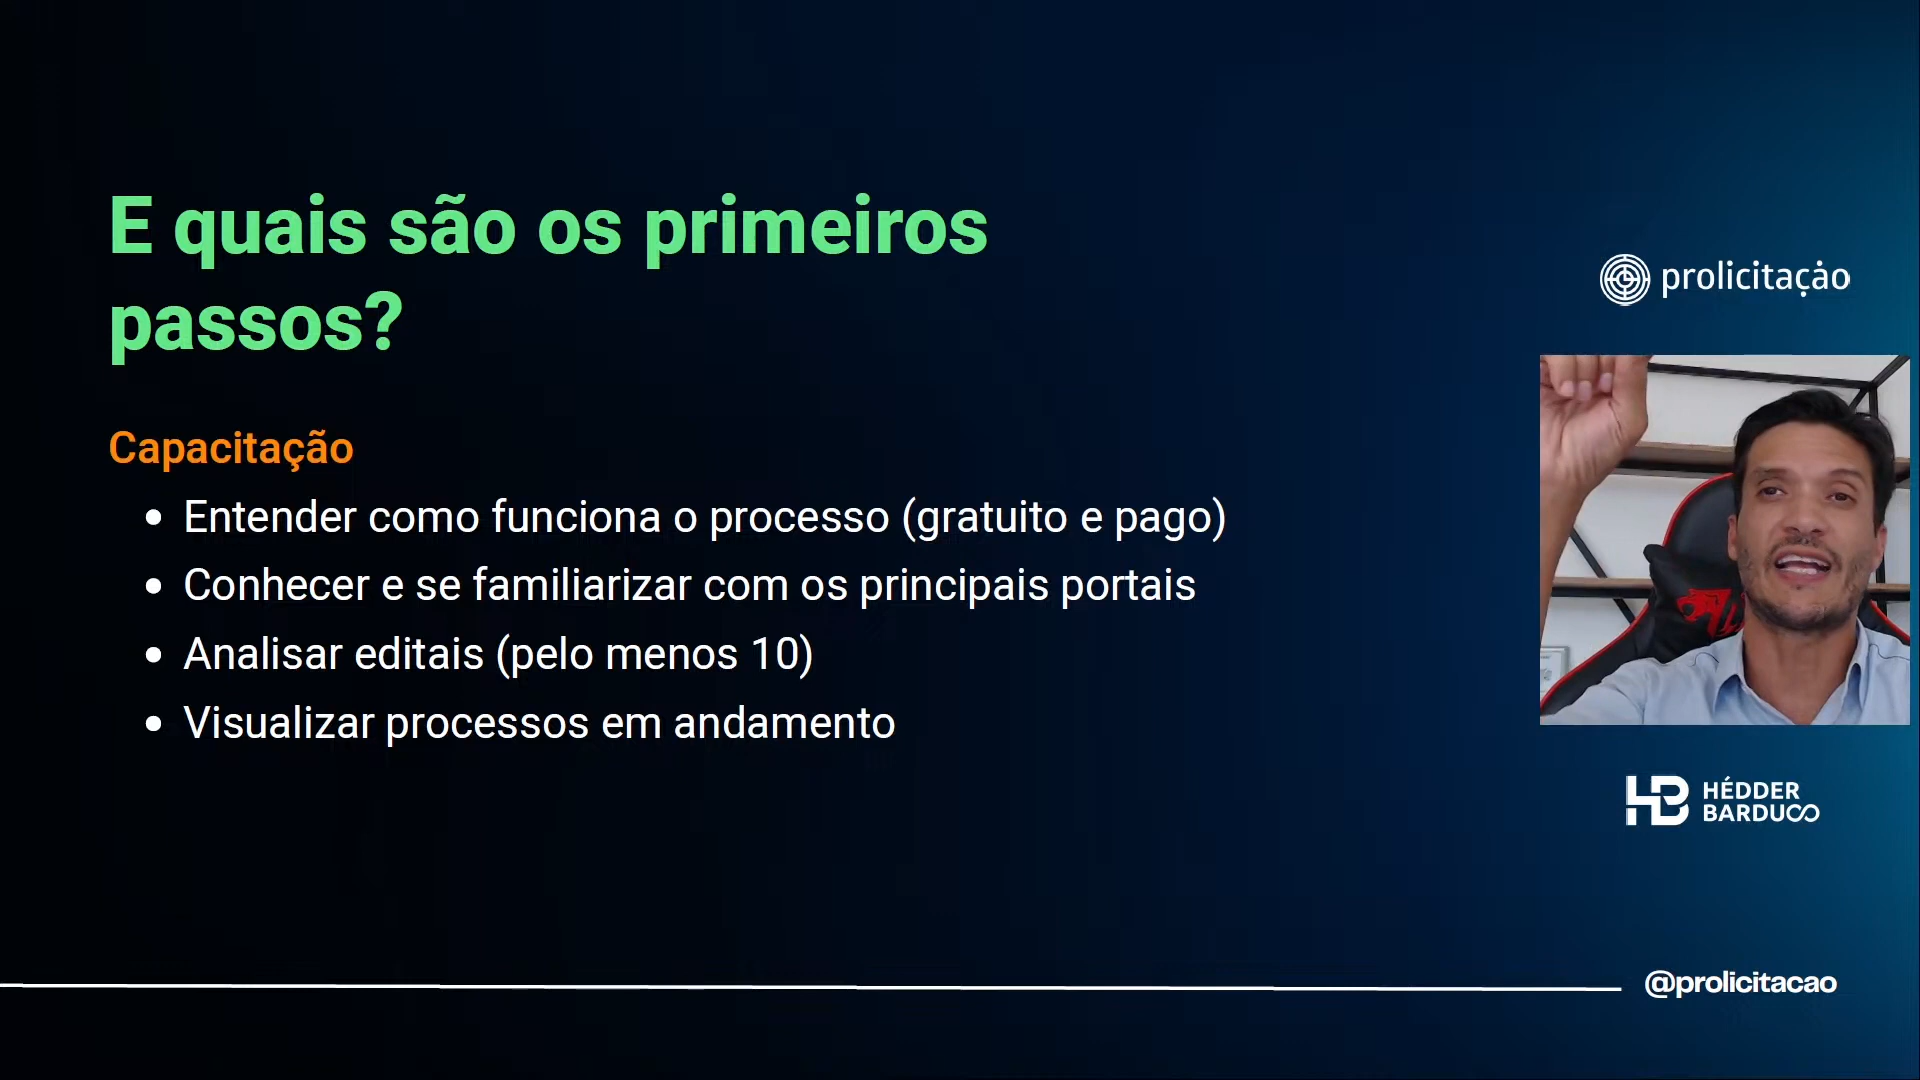 E quais são os primeiros
passos?
prolicitação
Capacitação
Entender como funciona o processo (gratuito e pago)
Conhecer e se familiarizar com os principais portais
Analisar editais (pelo menos 10)
Visualizar processos em andamento
HB HÉDDER
BARDUCO
@prolicitacao